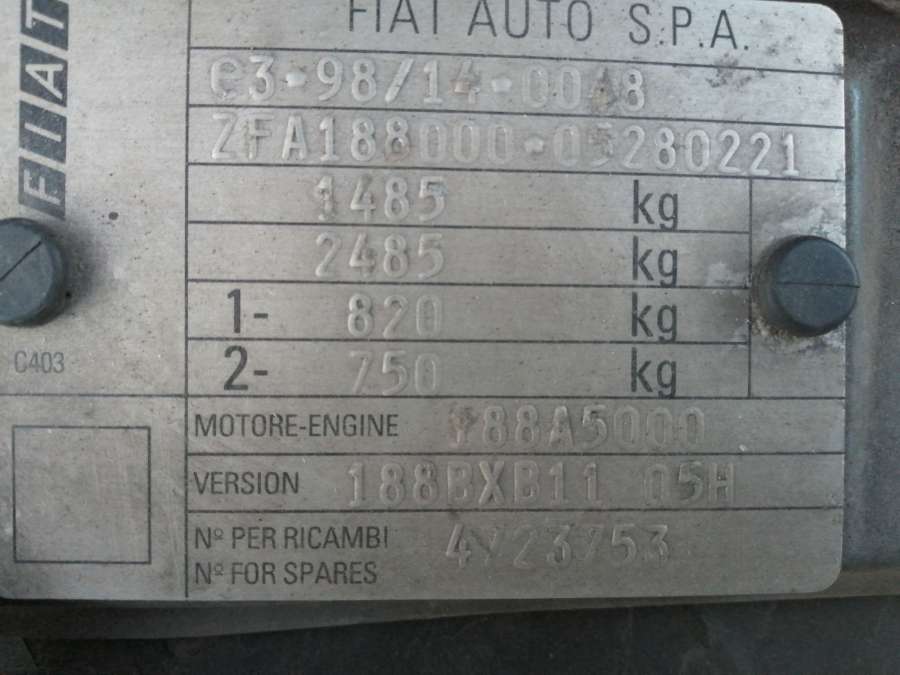 FIAT
FIAT AUTO S.P.A.
e3*98/14*0048
ZFA188000*05280221
1485 kg
2485 kg
1- 820 kg
2- 750 kg
C403
MOTORE-ENGINE 188A5000
VERSION 188BXB11 05H
Nº PER RICAMBI
Nº FOR SPARES 4723753